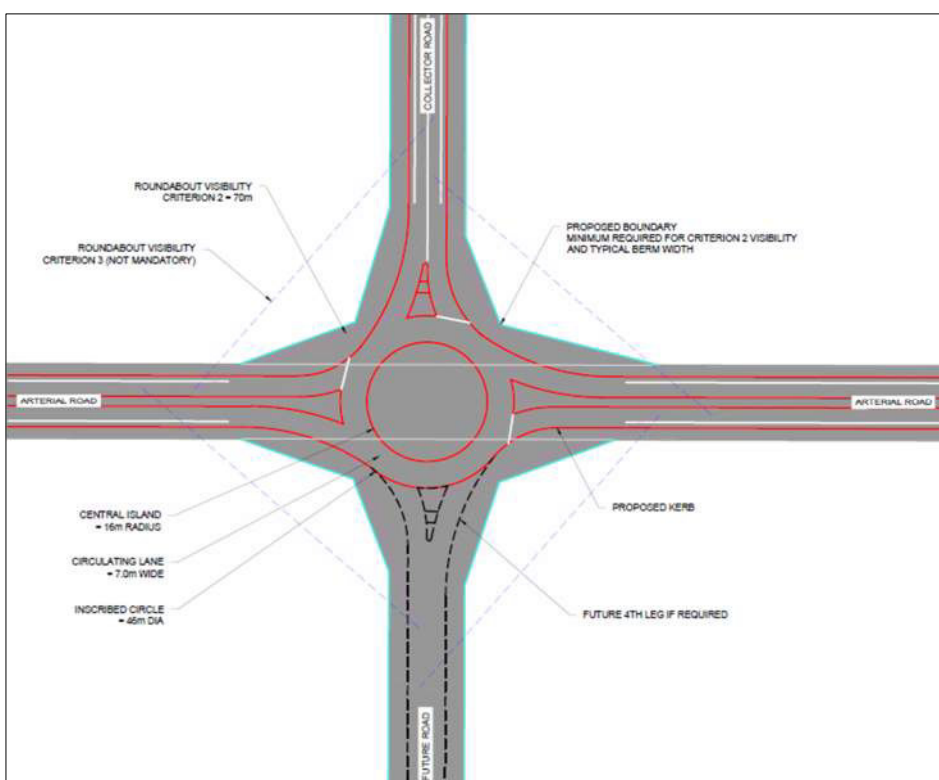 COLLECTOR ROAD
ROUNDABOUT VISIBILITY
CRITERION 2 = 70m
ROUNDABOUT VISIBILITY
CRITERION 3 (NOT MANDATORY)
PROPOSED BOUNDARY
MINIMUM REQUIRED FOR CRITERION 2 VISIBILITY
AND TYPICAL BERM WIDTH
ARTERIAL ROAD
ARTERIAL ROAD
CENTRAL ISLAND
= 16m RADIUS
PROPOSED KERB
CIRCULATING LANE
= 7.0m WIDE
INSCRIBED CIRCLE
= 46m DIA
FUTURE 4TH LEG IF REQUIRED
FUTURE ROAD